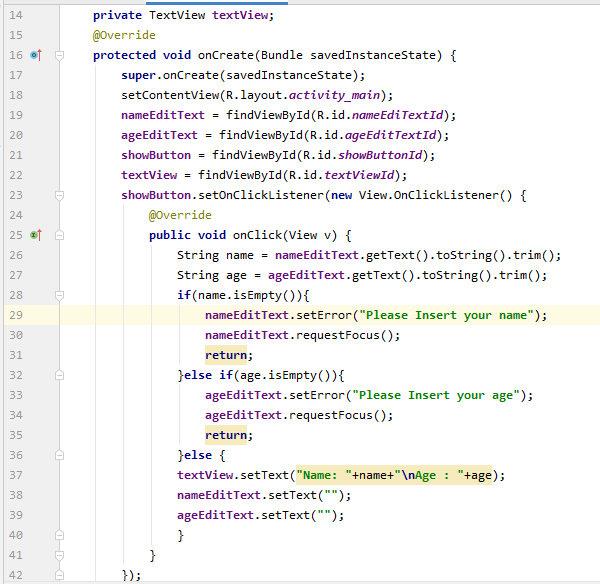 14 private TextView textView;
15 @Override
16 protected void onCreate(Bundle savedInstanceState) {
17 super.onCreate(savedInstanceState);
18 setContentView(R.layout.activity_main);
19 nameEditText = findViewById(R.id.nameEdiTextId);
20 ageEditText = findViewById(R.id.ageEditTextId);
21 showButton = findViewById(R.id.showButtonId);
22 textView = findViewById(R.id.textViewId);
23 showButton.setOnClickListener(new View.OnClickListener() {
24 @Override
25 public void onClick(View v) {
26 String name = nameEditText.getText().toString().trim();
27 String age = ageEditText.getText().toString().trim();
28 if(name.isEmpty()){
29 nameEditText.setError("Please Insert your name");
30 nameEditText.requestFocus();
31 return;
32 }else if(age.isEmpty()){
33 ageEditText.setError("Please Insert your age");
34 ageEditText.requestFocus();
35 return;
36 }else {
37 textView.setText("Name: "+name+"\nAge : "+age);
38 nameEditText.setText("");
39 ageEditText.setText("");
40 }
41 }
42 });